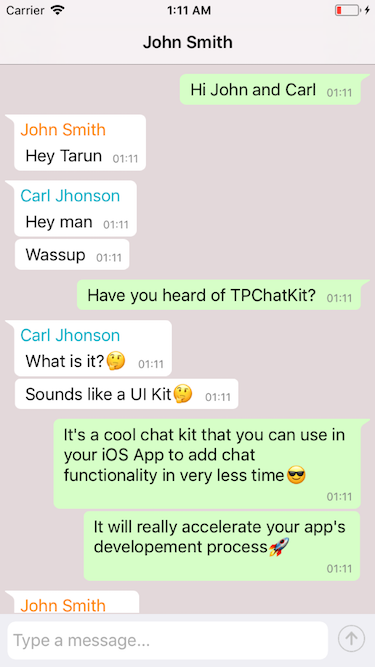 Carrier 1:11 AM
John Smith
Hi John and Carl 01:11
John Smith
Hey Tarun 01:11
Carl Jhonson
Hey man 01:11
Wassup 01:11
Have you heard of TPChatKit? 01:11
Carl Jhonson
What is it?🤔 01:11
Sounds like a UI Kit🤔 01:11
It's a cool chat kit that you can use in
your iOS App to add chat
functionality in very less time😎
01:11
It will really accelerate your app's
developement process🚀
01:11
John Smith
Type a message...